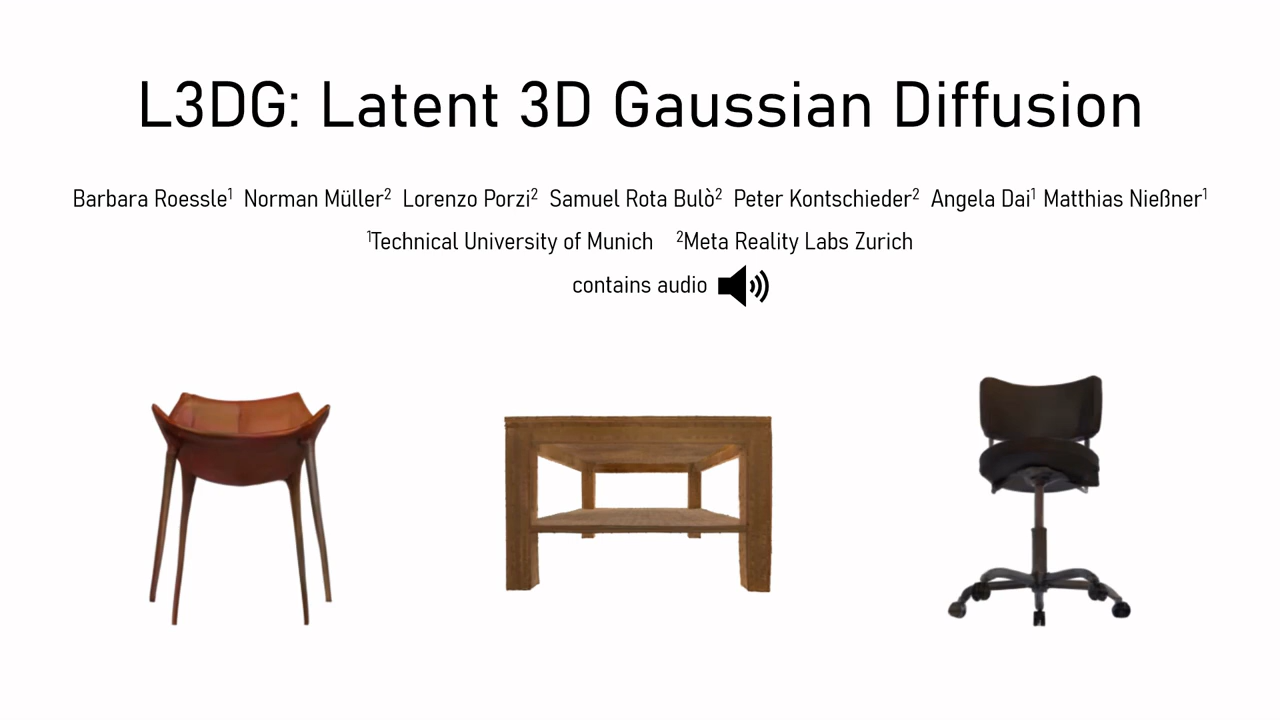 L3DG: Latent 3D Gaussian Diffusion
Barbara Roessle¹ Norman Müller² Lorenzo Porzi² Samuel Rota Bulò² Peter Kontschieder² Angela Dai¹ Matthias Nießner¹
¹Technical University of Munich ²Meta Reality Labs Zurich
contains audio